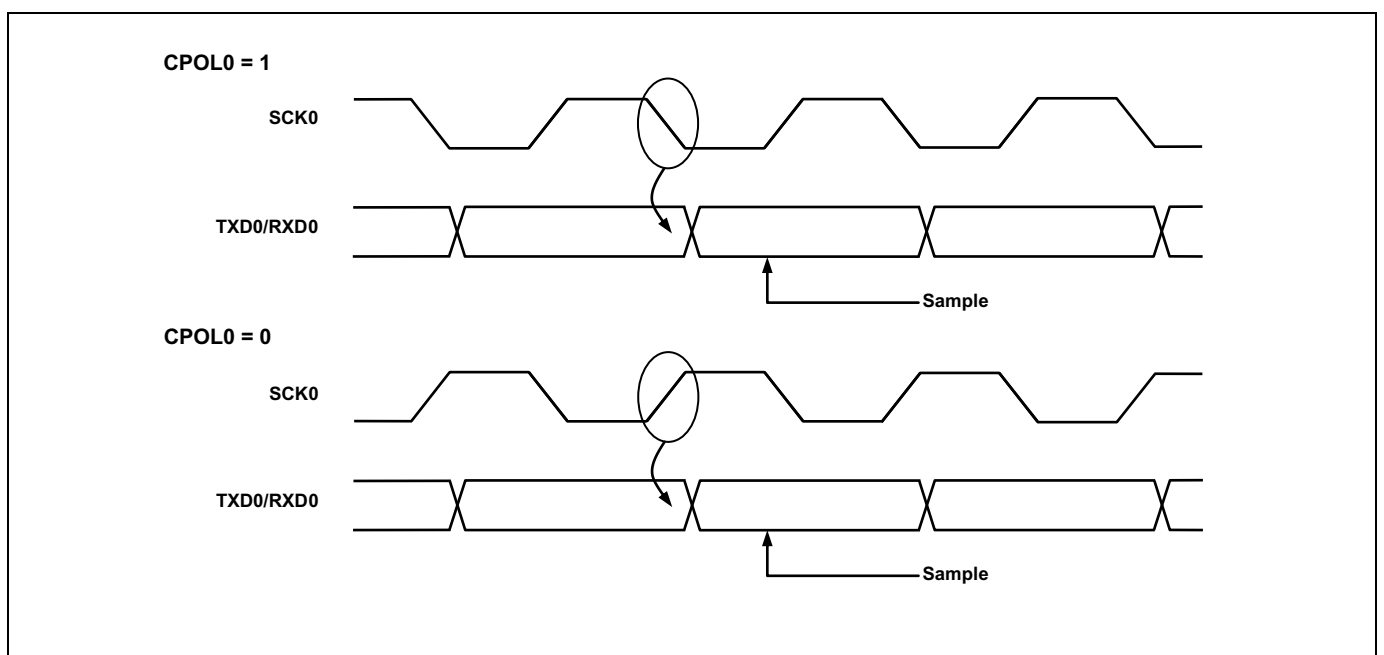 CPOL0 = 1
SCK0
TXD0/RXD0
Sample
CPOL0 = 0
SCK0
TXD0/RXD0
Sample